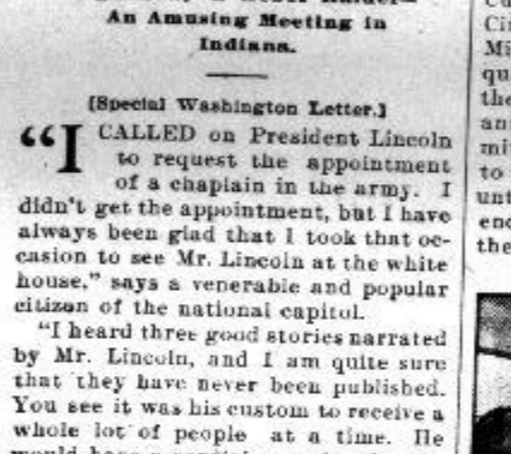 An Amusing Meeting in
Indiana.
[Special Washington Letter.]
"I CALLED on President Lincoln
to request the appointment
of a chaplain in the army. I
didn't get the appointment, but I have
always been glad that I took that oc-
casion to see Mr. Lincoln at the white
house," says a venerable and popular
citizen of the national capitol.
"I heard three good stories narrated
by Mr. Lincoln, and I am quite sure
that they have never been published.
You see it was his custom to receive a
whole lot of people at a time. He